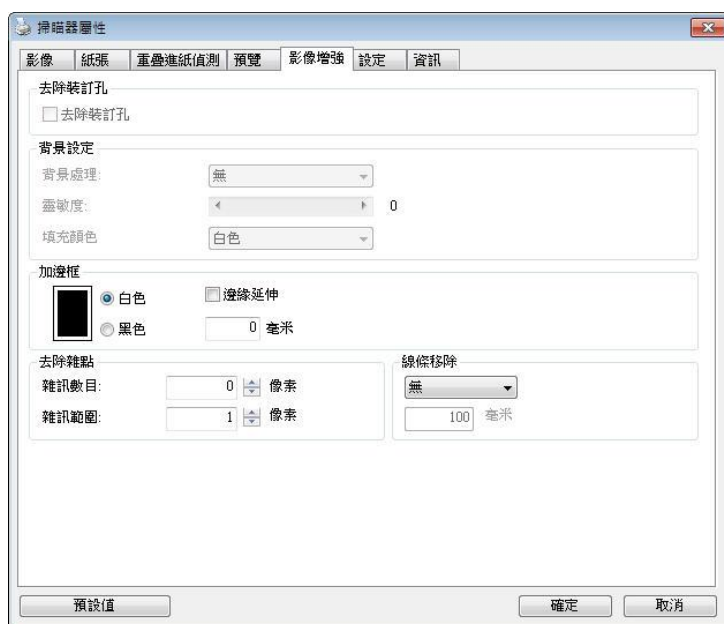 掃瞄器屬性
影像 紙張 重疊進紙偵測 預覽 影像增強 設定 資訊
去除裝訂孔
去除裝訂孔
背景設定
背景處理: 無
靈敏度: 0
填充顏色 白色
加邊框
白色 邊緣延伸
黑色 0 毫米
去除雜點
雜訊數目: 0 像素
雜訊範圍: 1 像素
線條移除
無
100 毫米
預設值 確定 取消